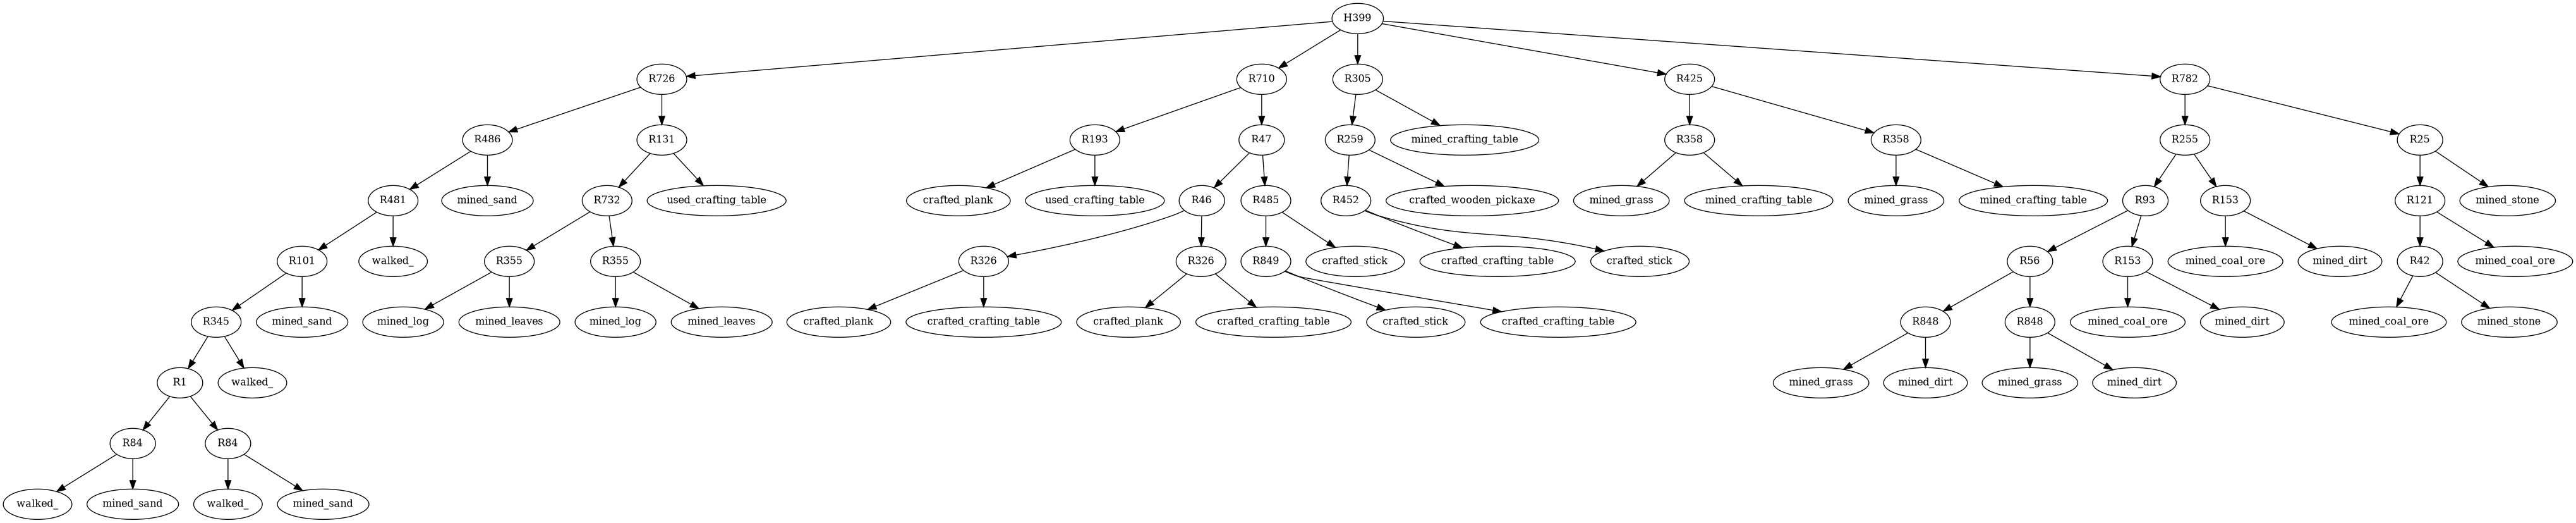 H399
R726
R710
R305
R425
R782
R486
R131
R193
R47
R259
mined_crafting_table
R358
R358
R255
R25
R481
mined_sand
R732
used_crafting_table
crafted_plank
used_crafting_table
R46
R485
R452
crafted_wooden_pickaxe
mined_grass
mined_crafting_table
mined_grass
mined_crafting_table
R93
R153
R121
mined_stone
R101
walked_
R355
R355
R326
R326
R849
crafted_stick
crafted_crafting_table
crafted_stick
R56
R153
mined_coal_ore
mined_dirt
R42
mined_coal_ore
R345
mined_sand
mined_log
mined_leaves
mined_log
mined_leaves
crafted_plank
crafted_crafting_table
crafted_plank
crafted_crafting_table
crafted_stick
crafted_crafting_table
R848
R848
mined_coal_ore
mined_dirt
mined_coal_ore
mined_stone
R1
walked_
mined_grass
mined_dirt
mined_grass
mined_dirt
R84
R84
walked_
mined_sand
walked_
mined_sand